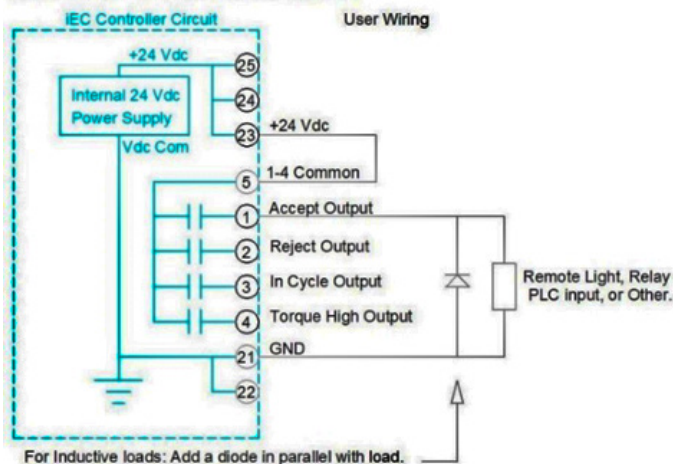 iEC Controller Circuit
User Wiring
+24 Vdc
25
Internal 24 Vdc
Power Supply
24
23
+24 Vdc
Vdc Com
5
1-4 Common
1
Accept Output
2
Reject Output
3
In Cycle Output
Remote Light, Relay
PLC input, or Other.
4
Torque High Output
21
GND
22
For Inductive loads: Add a diode in parallel with load.